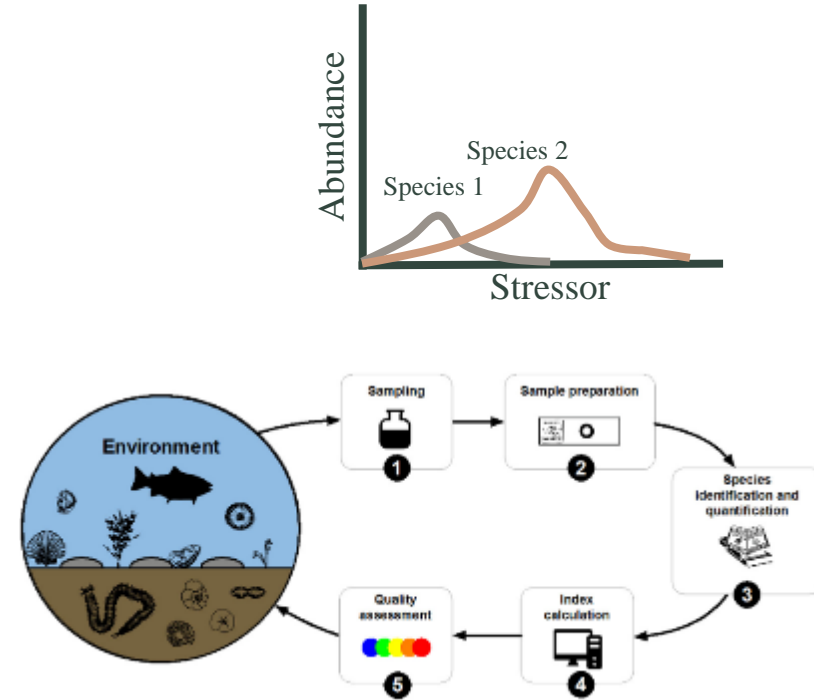 Abundance
Species 2
Species 1
Stressor
Environment
Sampling
1
Sample preparation
2
Species
identification and
quantification
3
Index
calculation
4
Quality
assessment
5